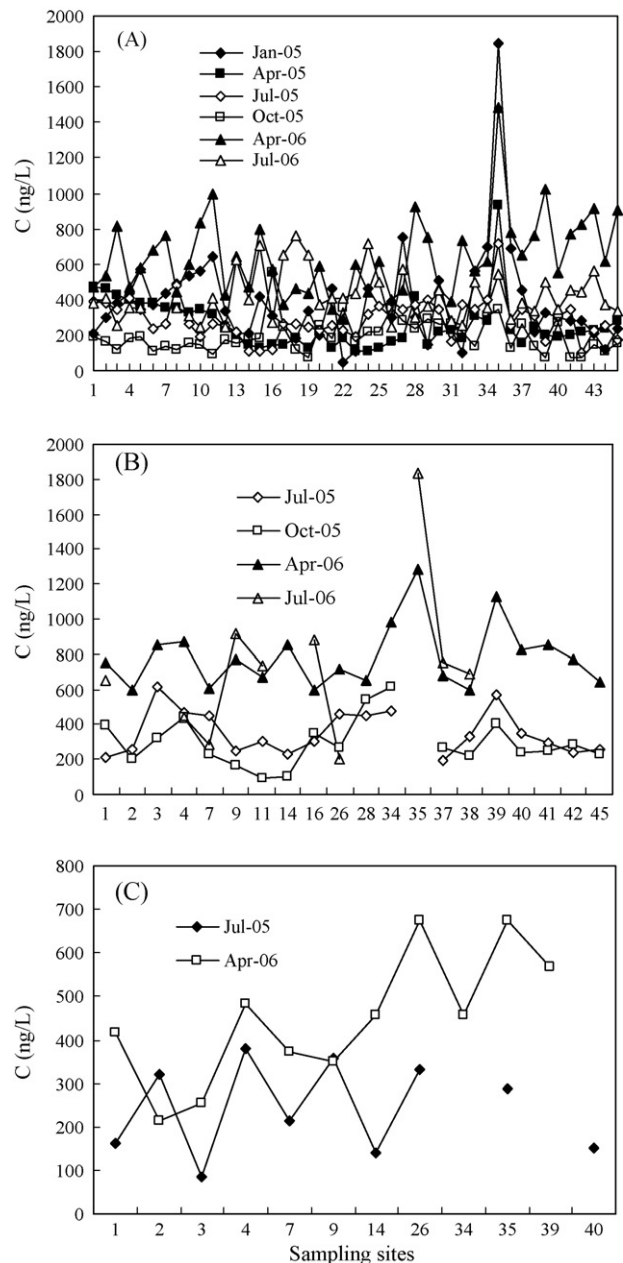 (A)
C (ng/L)
2000
1800
1600
1400
1200
1000
800
600
400
200
0
Jan-05
Apr-05
Jul-05
Oct-05
Apr-06
Jul-06
1 4 7 10 13 16 19 22 25 28 31 34 37 40 43
(B)
C (ng/L)
2000
1800
1600
1400
1200
1000
800
600
400
200
0
Jul-05
Oct-05
Apr-06
Jul-06
1 2 3 4 7 9 11 14 16 26 28 34 35 37 38 39 40 41 42 45
(C)
C (ng/L)
800
700
600
500
400
300
200
100
0
Jul-05
Apr-06
1 2 3 4 7 9 14 26 34 35 39 40
Sampling sites